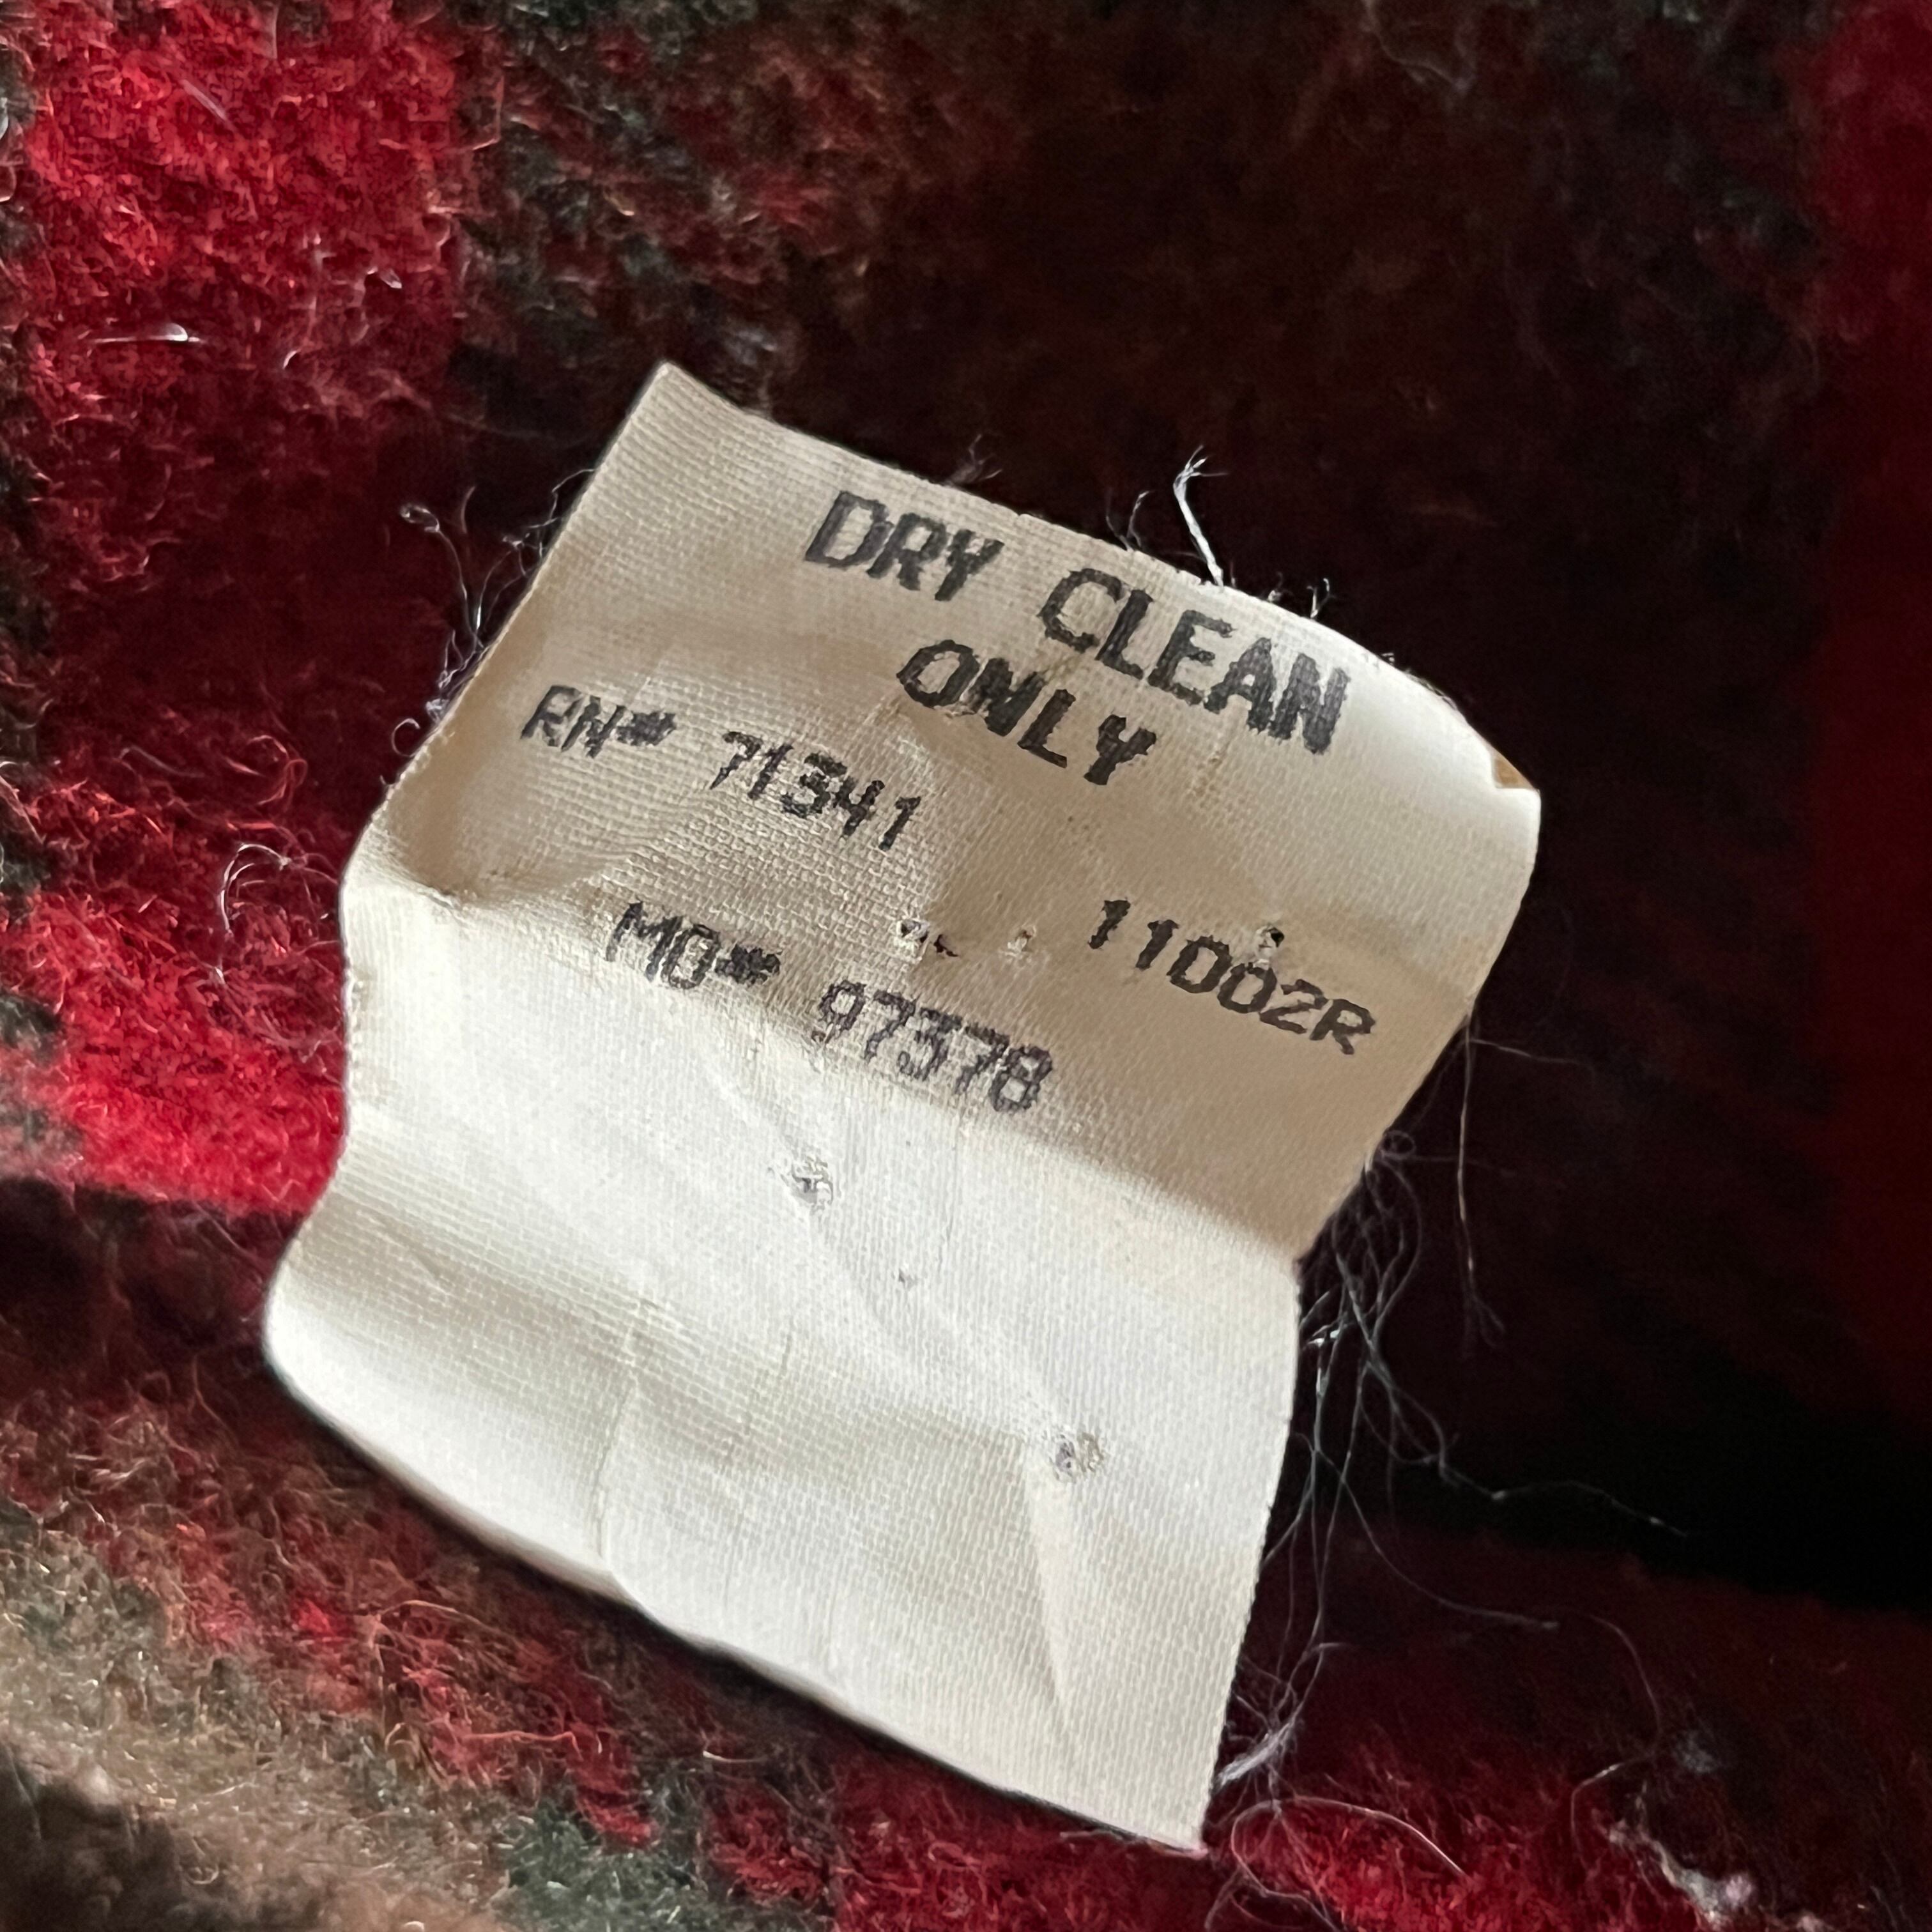 DRY CLEAN
ONLY
RN# 71341
11002R
MO# 97378